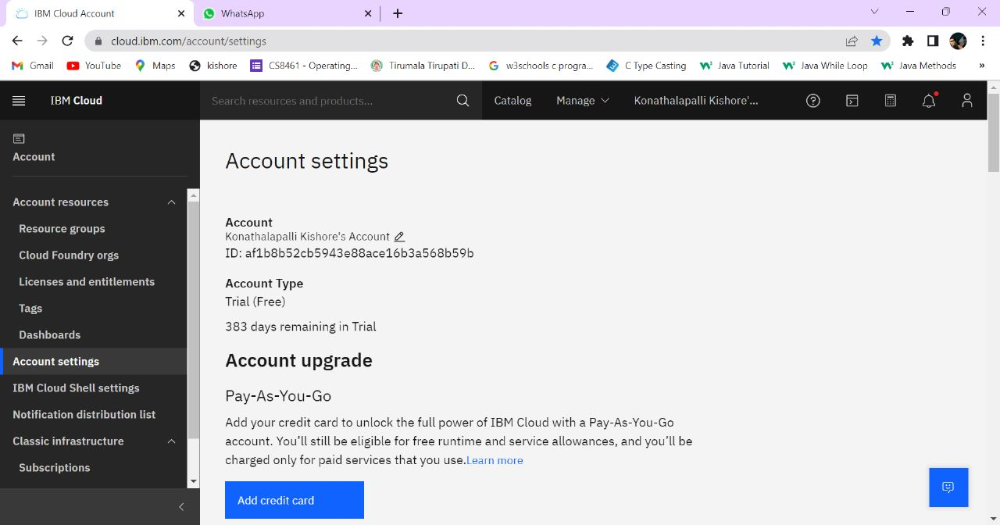 IBM Cloud Account
WhatsApp
cloud.ibm.com/account/settings
Gmail
YouTube
Maps
kishore
CS8461 - Operating...
Tirumala Tirupati D...
w3schools c progra...
C Type Casting
Java Tutorial
Java While Loop
Java Methods
»
IBM Cloud
Search resources and products...
Catalog
Manage
Konathalapalli Kishore'...
Account
Account resources
Resource groups
Cloud Foundry orgs
Licenses and entitlements
Tags
Dashboards
Account settings
IBM Cloud Shell settings
Notification distribution list
Classic infrastructure
Subscriptions
Account settings
Account
Konathalapalli Kishore's Account
ID: af1b8b52cb5943e88ace16b3a568b59b
Account Type
Trial (Free)
383 days remaining in Trial
Account upgrade
Pay-As-You-Go
Add your credit card to unlock the full power of IBM Cloud with a Pay-As-You-Go
account. You’ll still be eligible for free runtime and service allowances, and you’ll be
charged only for paid services that you use.Learn more
Add credit card